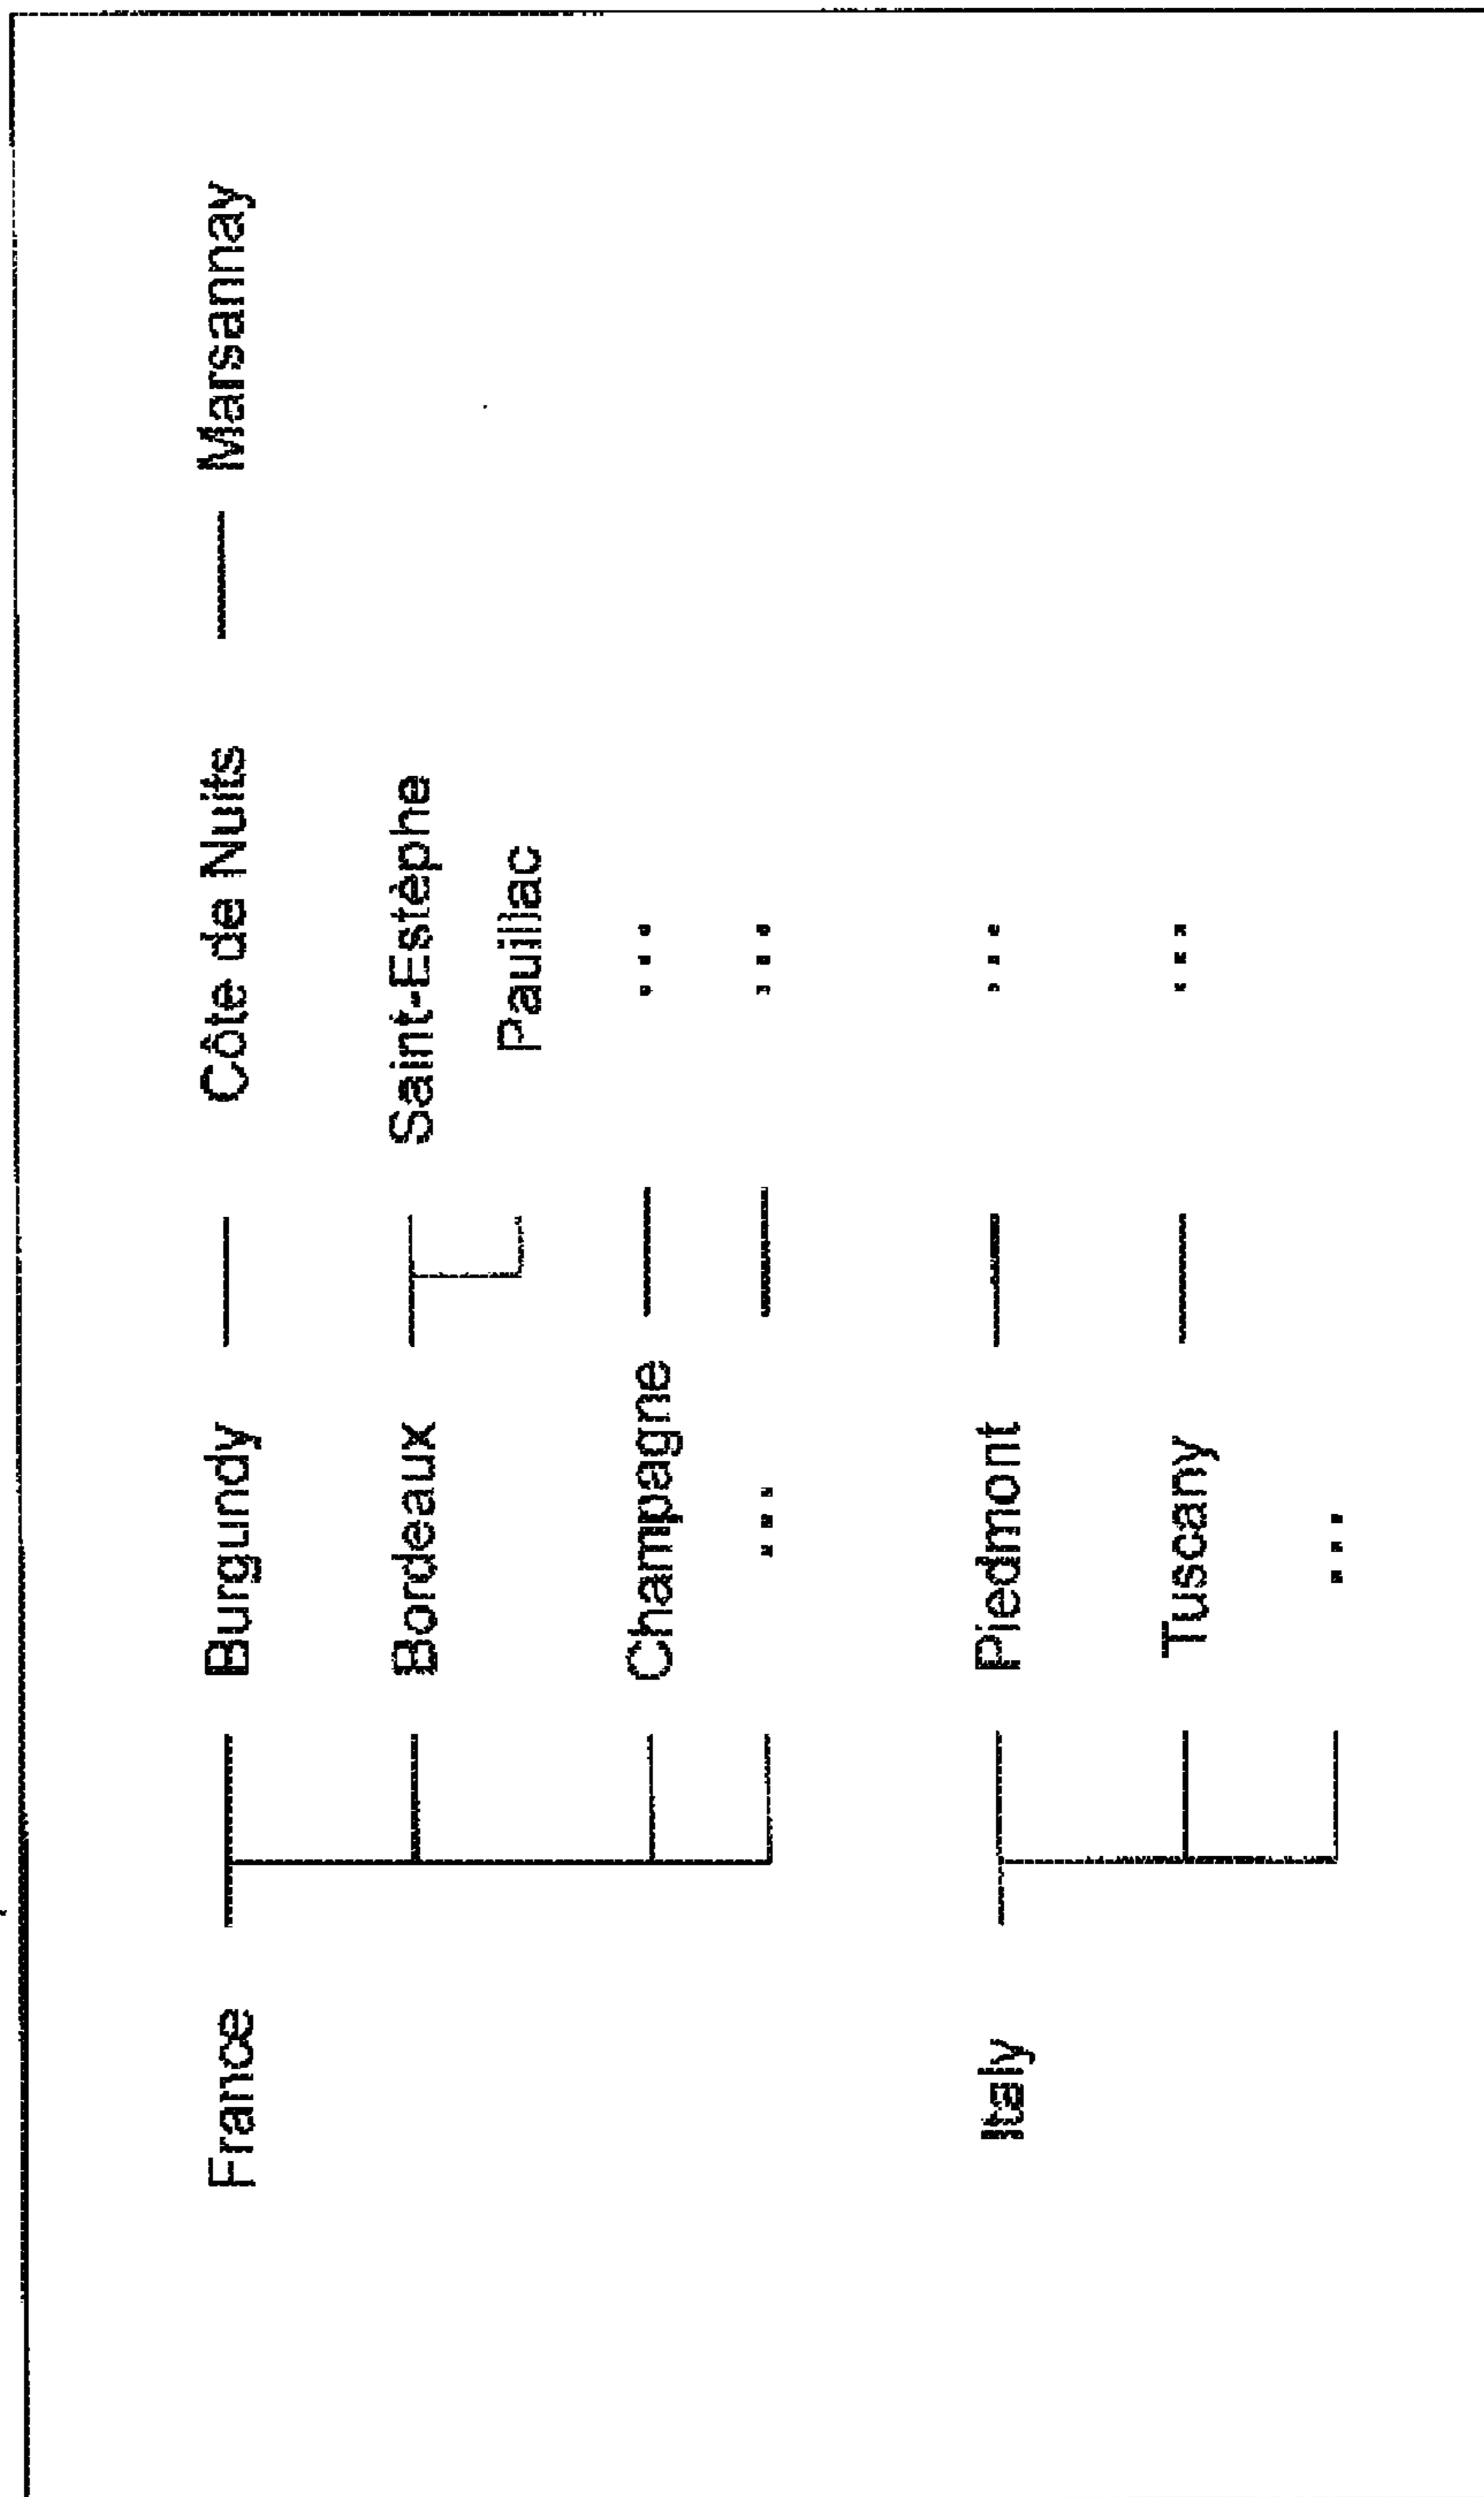 France Burgundy Côte de Nuits Marsannay
Bordeaux Saint-Estèphe
Pauillac
Champagne ...
... ...
Italy Piedmont ...
Tuscany ...
...